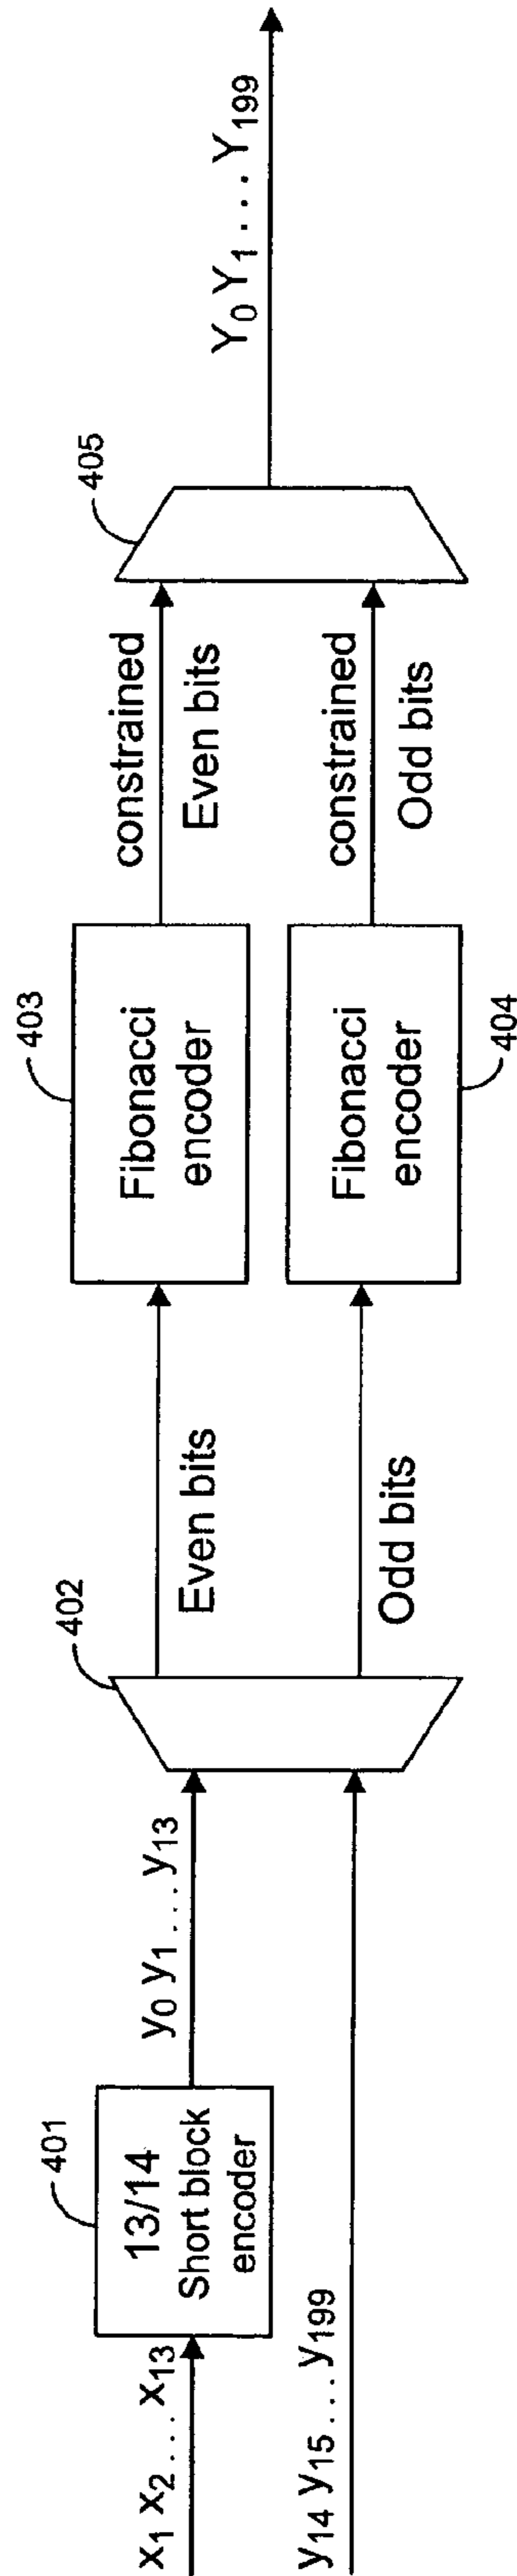 x₁ x₂ . . . x₁₃
401
13/14
Short block
encoder
y₀ y₁ . . . y₁₃
y₁₄ y₁₅ . . . y₁₉₉
402
Even bits
Odd bits
403
Fibonacci
encoder
Fibonacci
encoder
404
constrained
Even bits
constrained
Odd bits
405
Y₀ Y₁ . . . Y₁₉₉